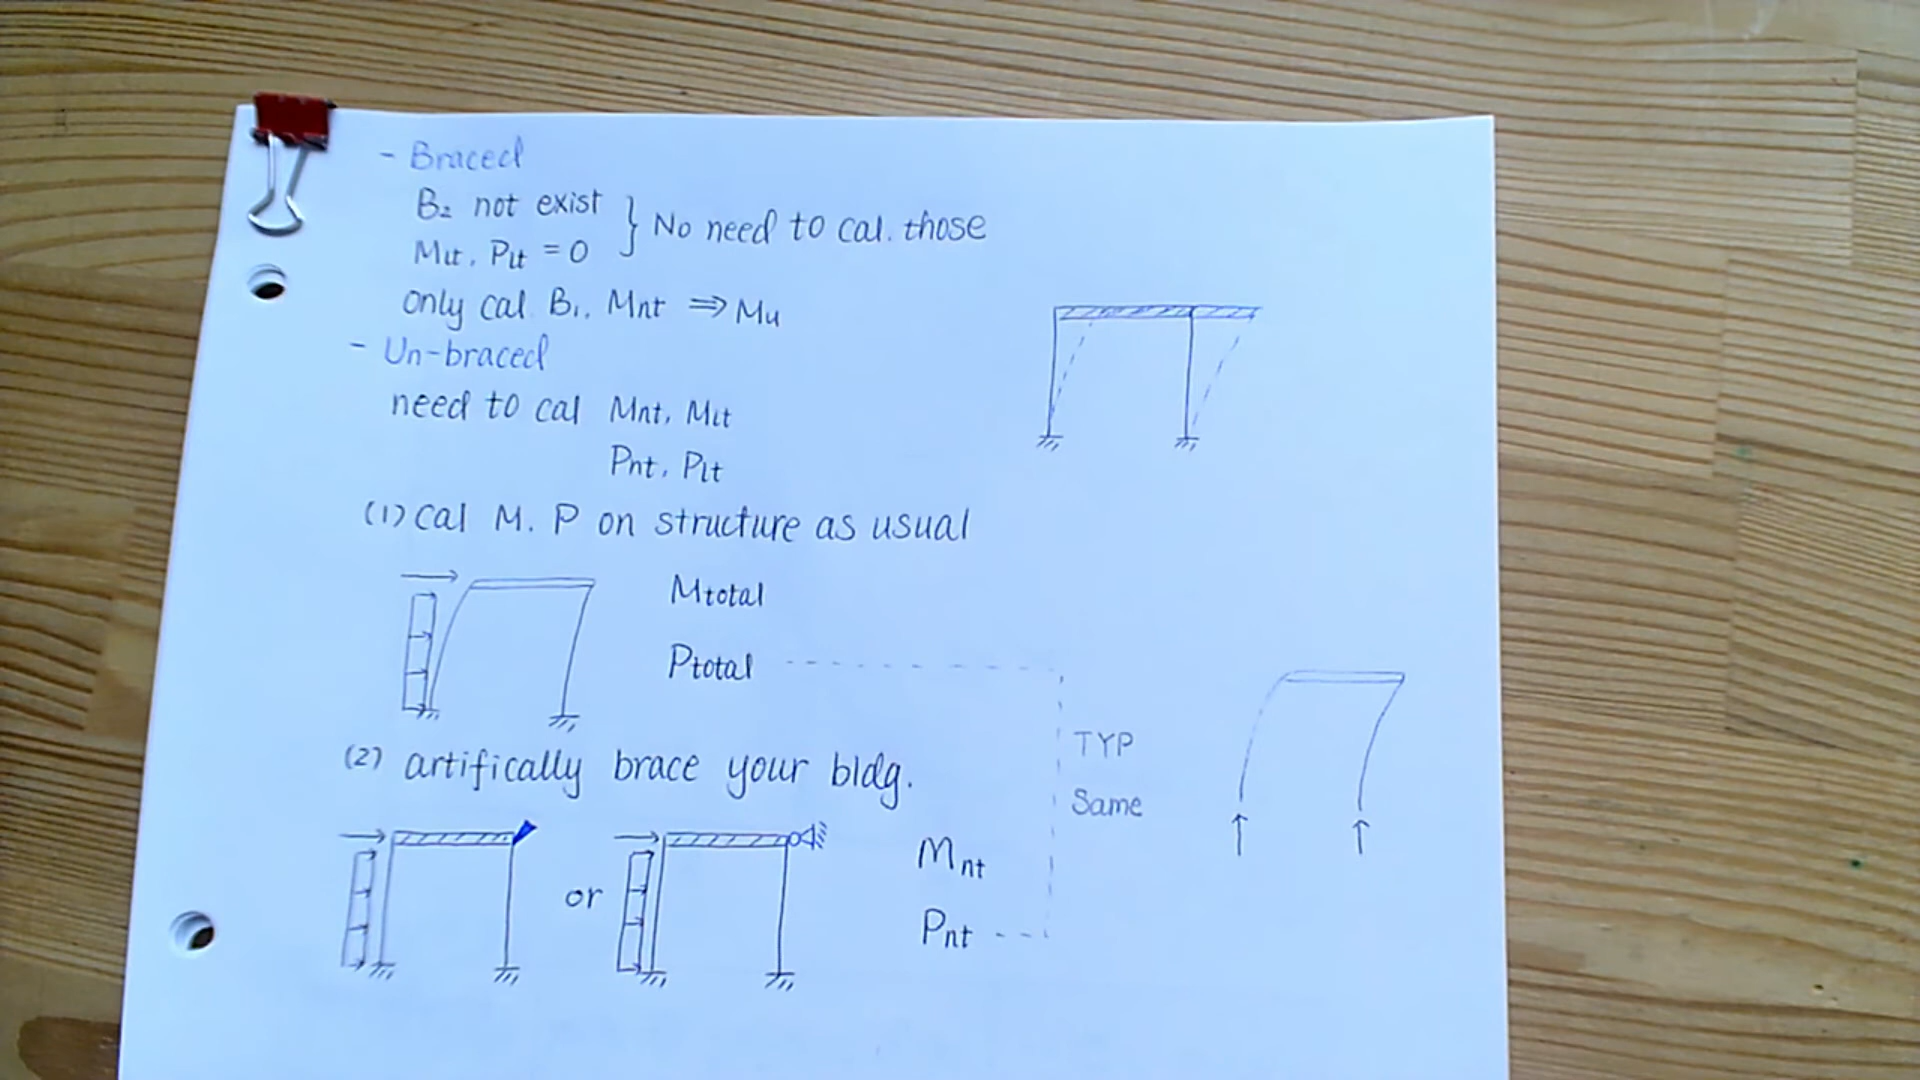 - Braced
B₂ not exist } No need to cal. those
Mlt, Plt = 0
only cal B₁, Mnt ⇒ Mu
- Un-braced
need to cal Mnt, Mlt
Pnt, Plt
(1) cal M. P on structure as usual
Mtotal
Ptotal
(2) artifically brace your bldg.
TYP
Same
or
Mnt
Pnt